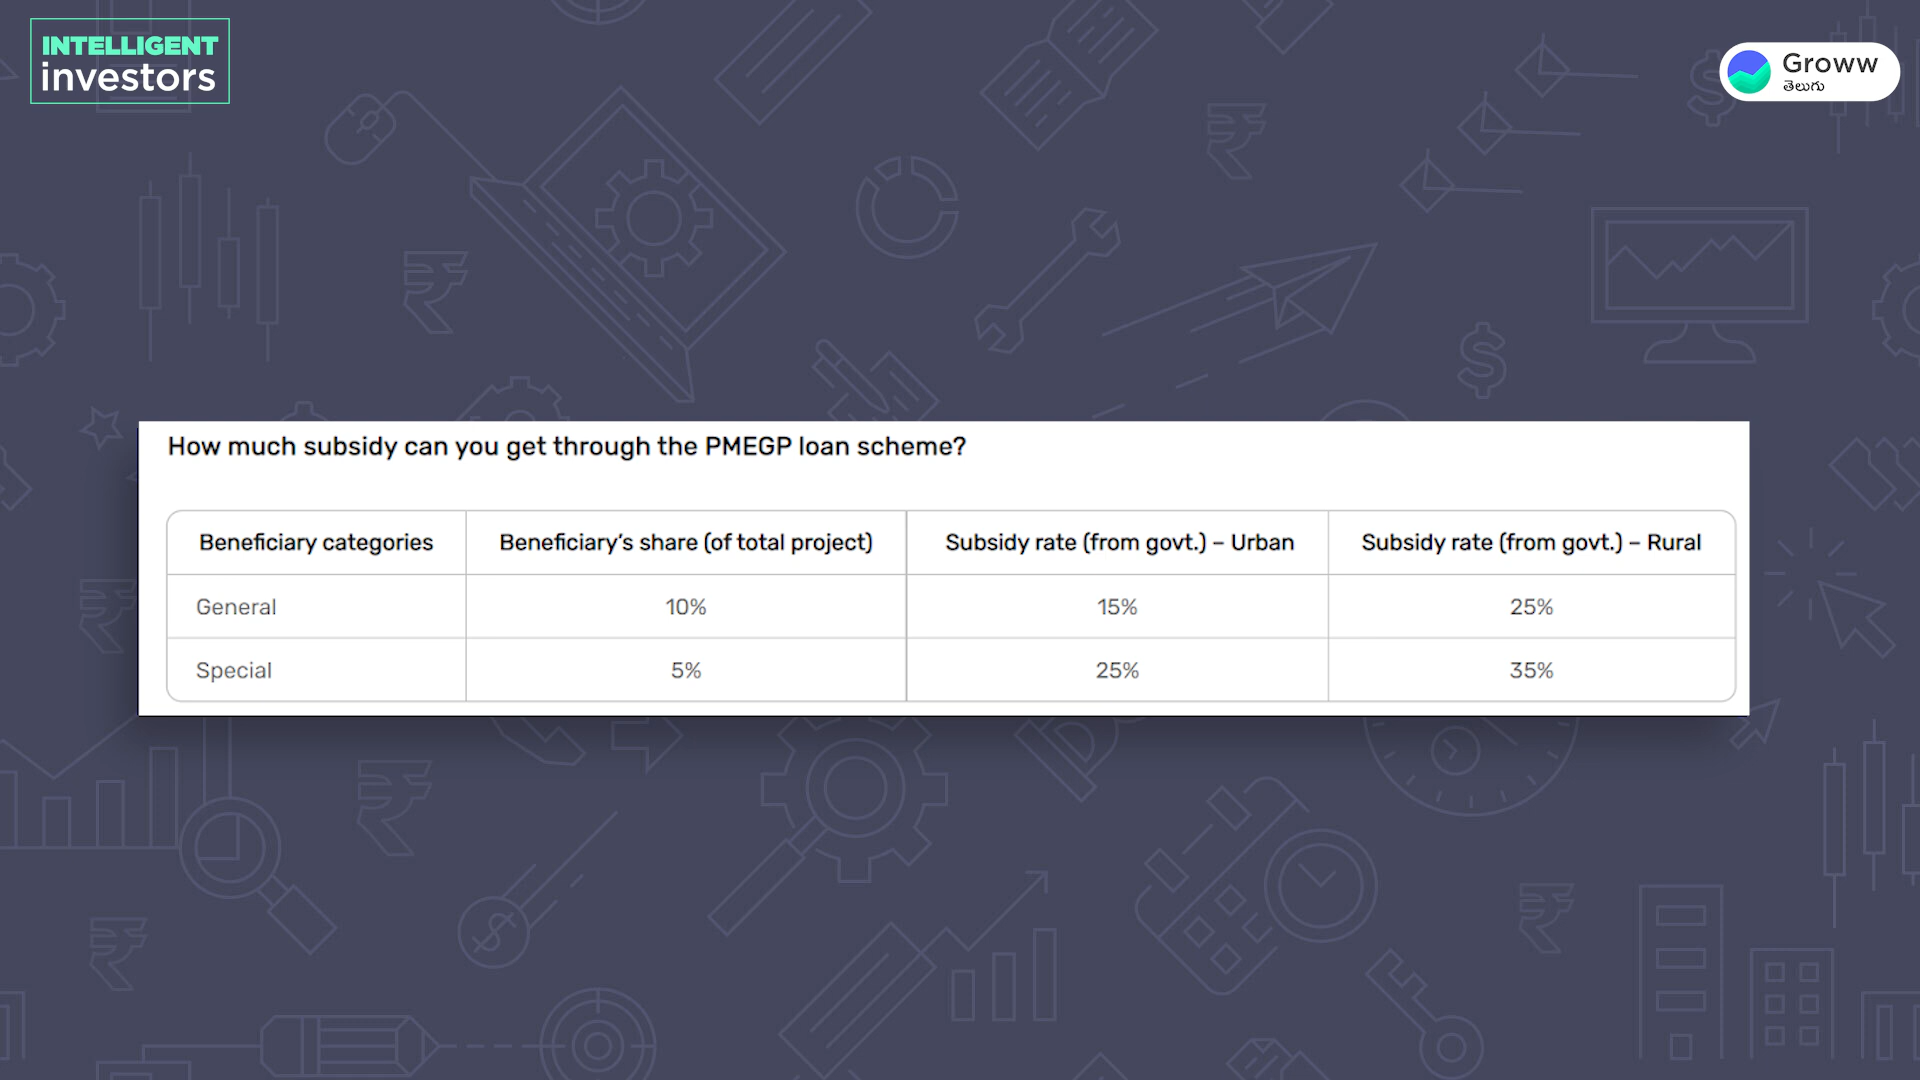 INTELLIGENT
investors
Groww
తెలుగు
How much subsidy can you get through the PMEGP loan scheme?
Beneficiary categories Beneficiary's share (of total project) Subsidy rate (from govt.) – Urban Subsidy rate (from govt.) – Rural
General 10% 15% 25%
Special 5% 25% 35%